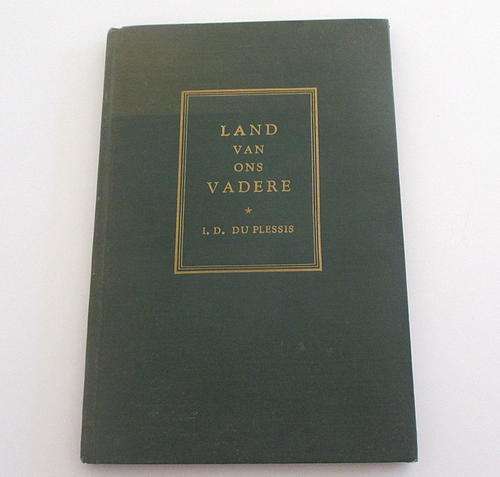 LAND
VAN
ONS
VADERE
I. D. DU PLESSIS